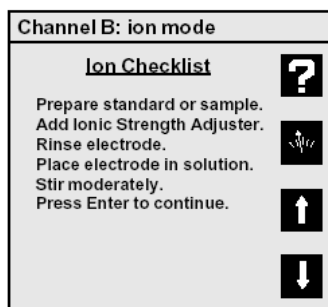 Channel B: ion mode
Ion Checklist
?
Prepare standard or sample.
Add Ionic Strength Adjuster.
Rinse electrode.
Place electrode in solution.
Stir moderately.
Press Enter to continue.